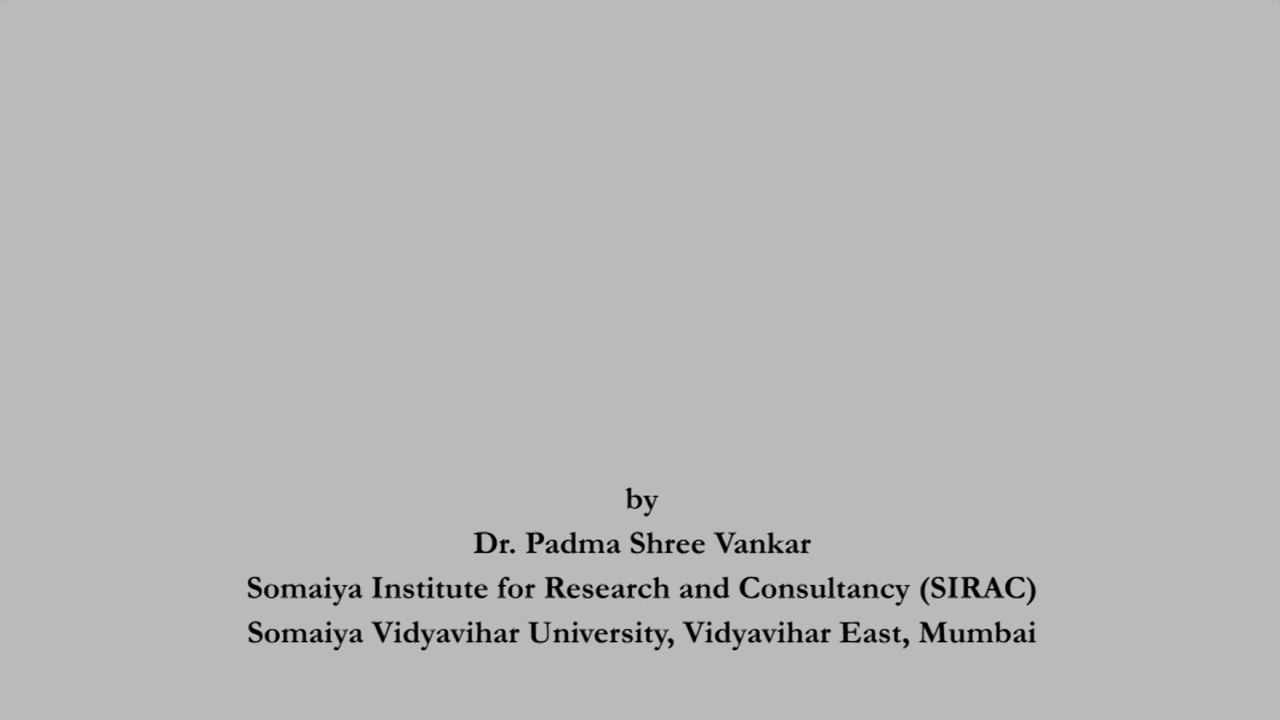 by
Dr. Padma Shree Vankar
Somaiya Institute for Research and Consultancy (SIRAC)
Somaiya Vidyavihar University, Vidyavihar East, Mumbai